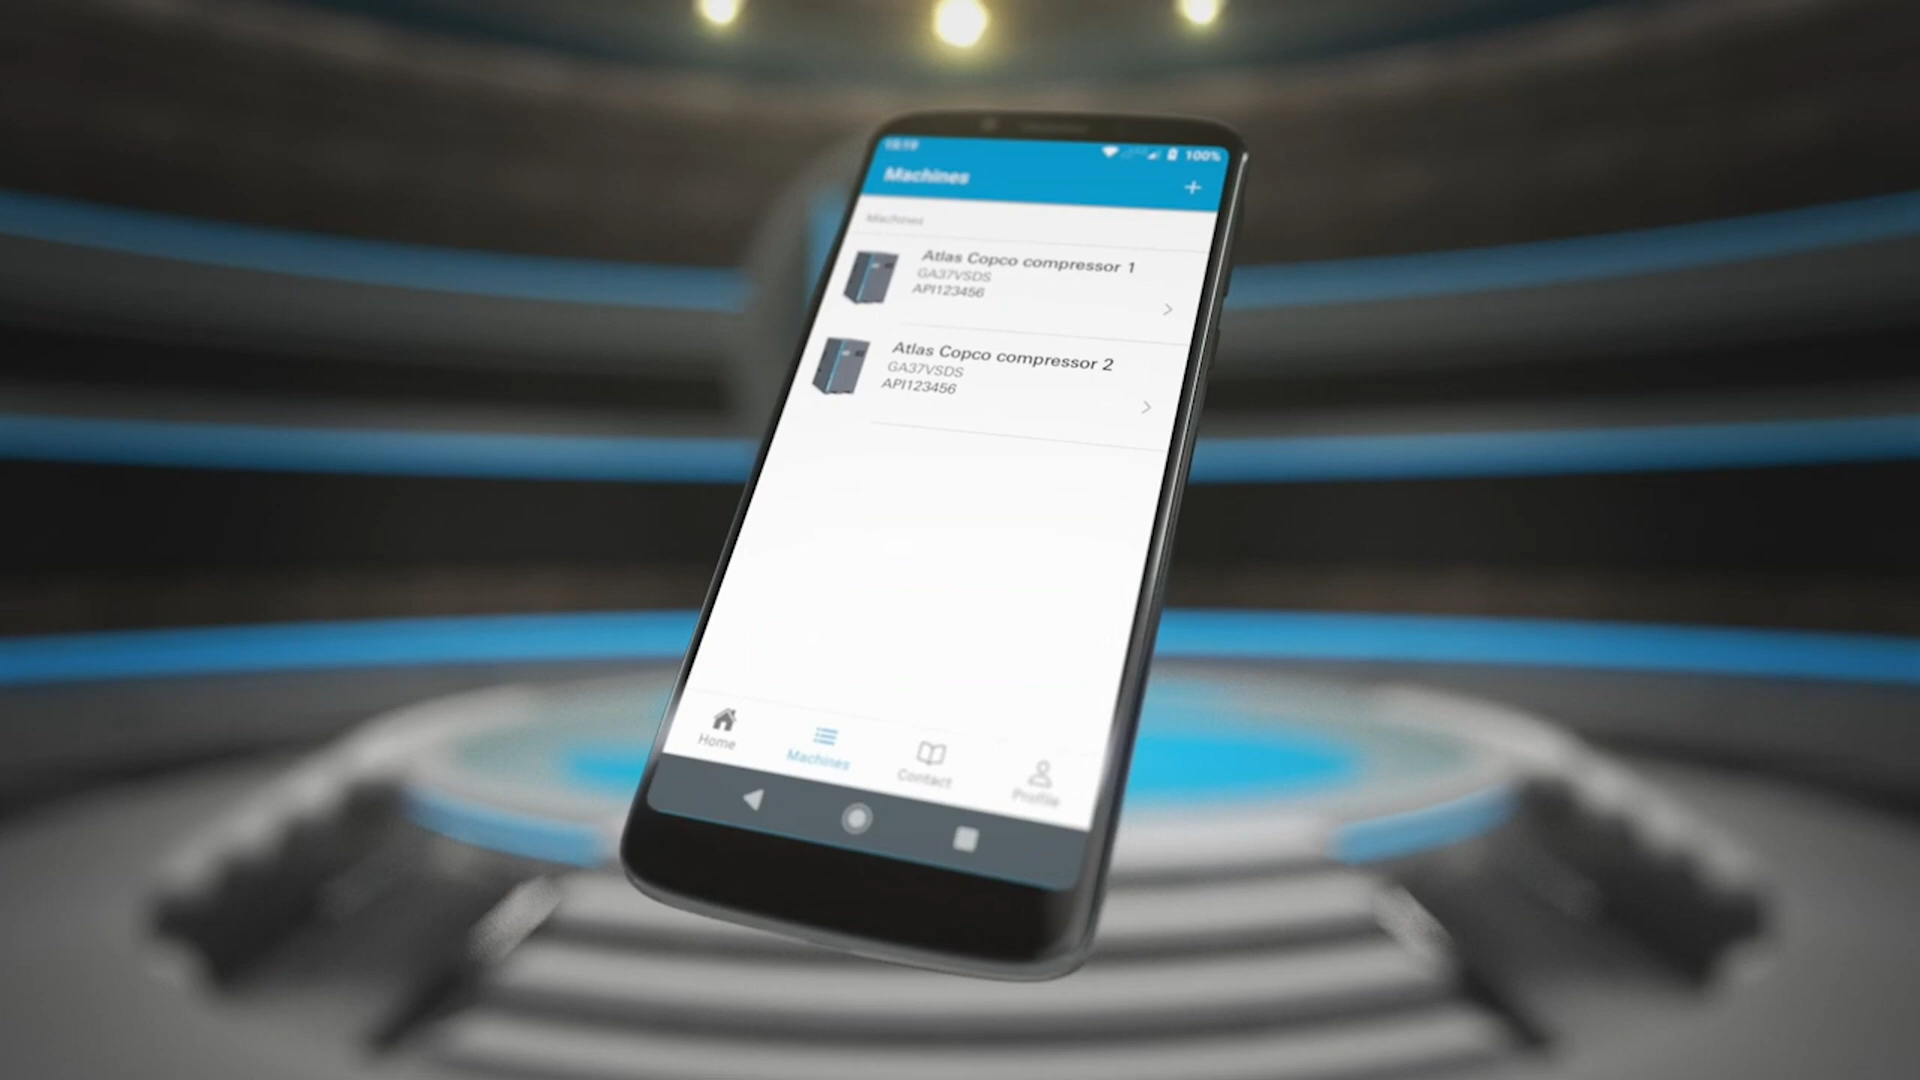 100%
Machines
+
Machines
Atlas Copco compressor 1
GA37VSDS
API123456
Atlas Copco compressor 2
GA37VSDS
API123456
Home
Machines
Contact
Profile